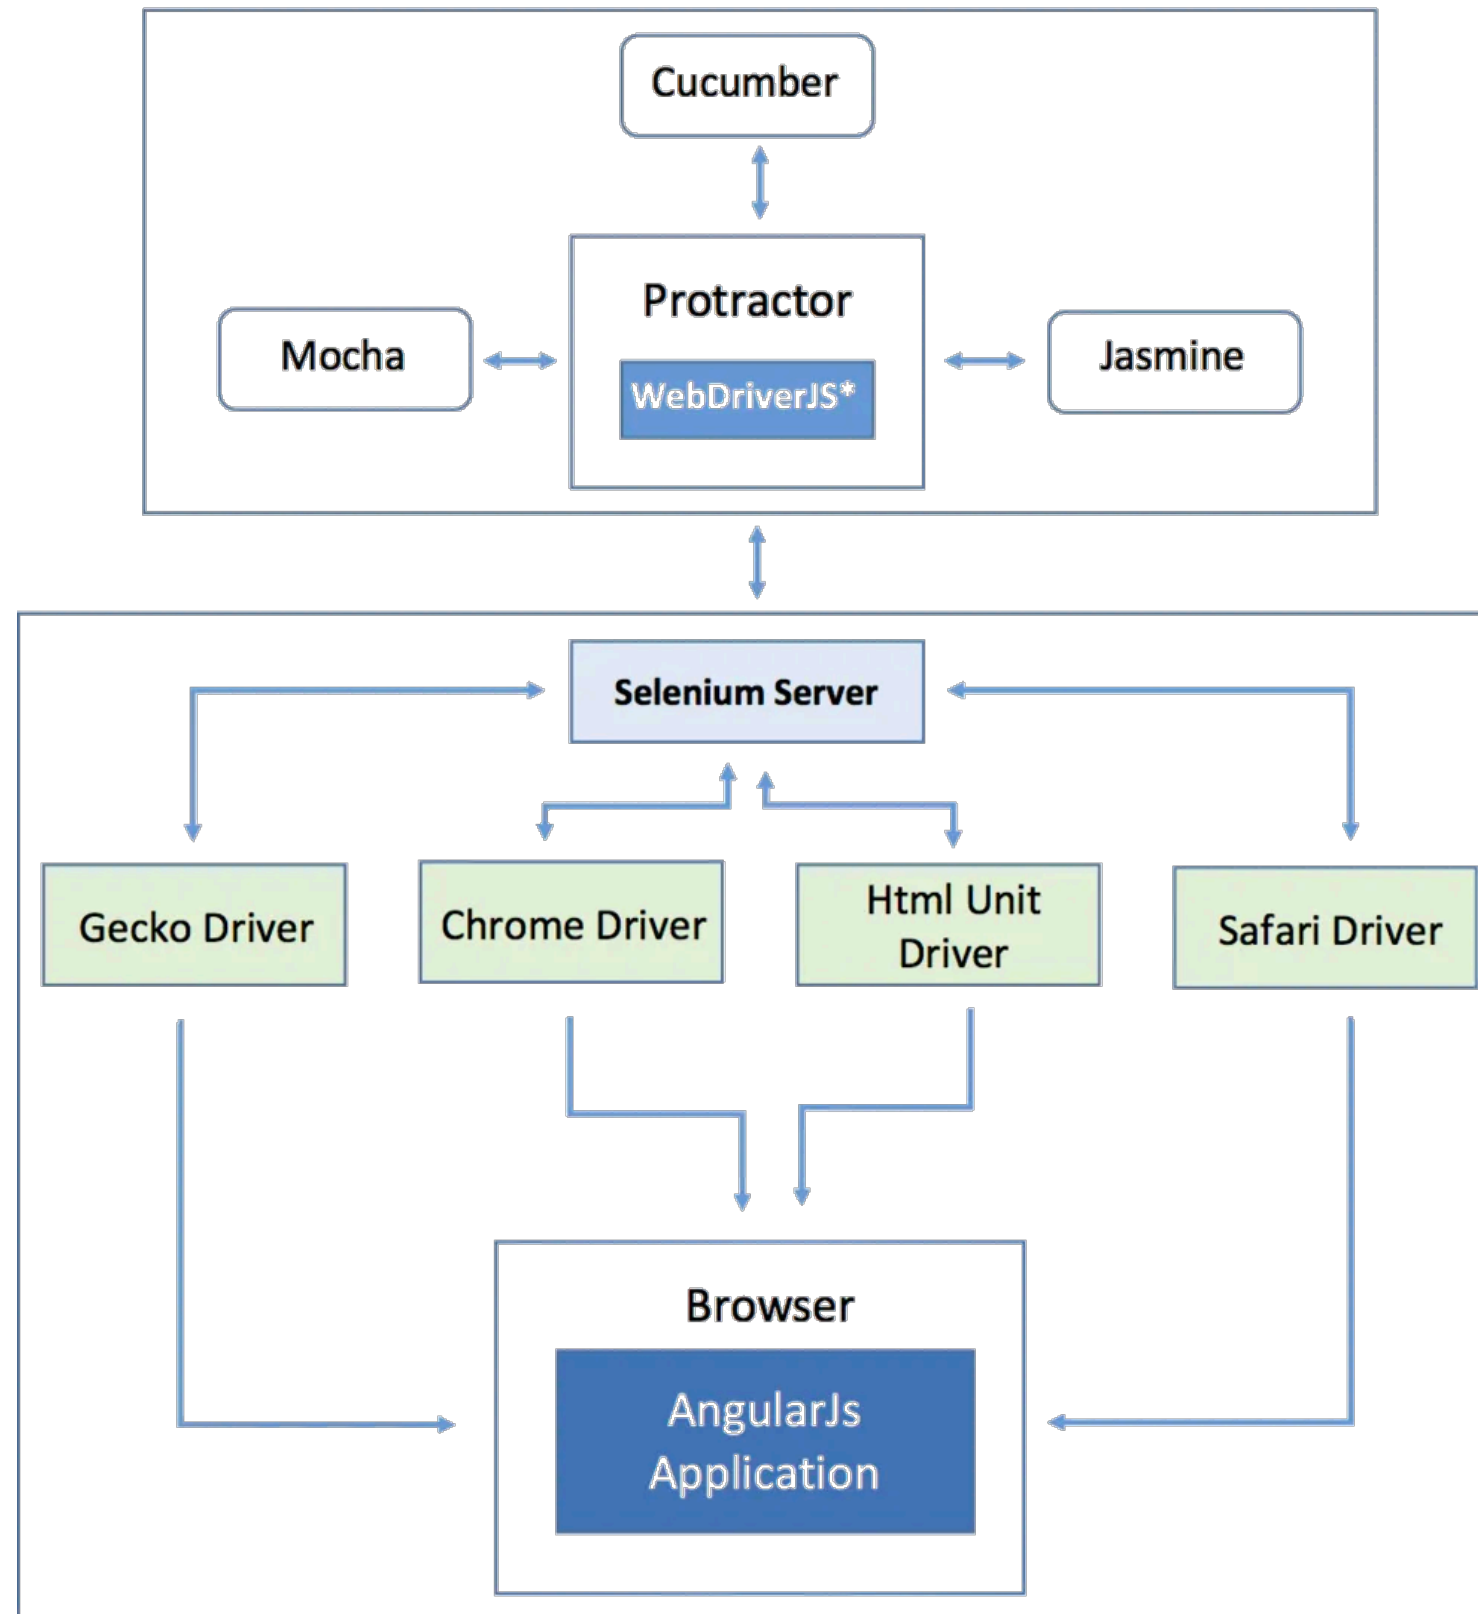 Cucumber
Protractor
Mocha
WebDriverJS*
Jasmine
Selenium Server
Gecko Driver
Chrome Driver
Html Unit
Driver
Safari Driver
Browser
AngularJs
Application